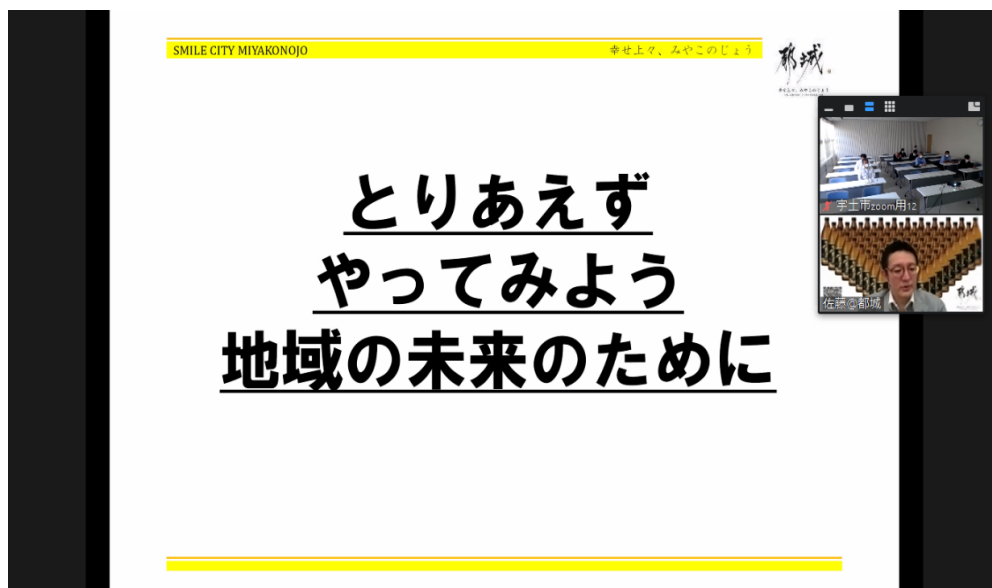 SMILE CITY MIYAKONOJO
幸せ上々、みやこのじょう
都城
とりあえず
やってみよう
地域の未来のために
宇土市zoom用12
佐藤@都城
都城